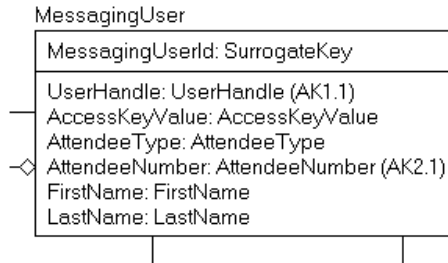 MessagingUser
MessagingUserId: SurrogateKey
UserHandle: UserHandle (AK1.1)
AccessKeyValue: AccessKeyValue
AttendeeType: AttendeeType
AttendeeNumber: AttendeeNumber (AK2.1)
FirstName: FirstName
LastName: LastName